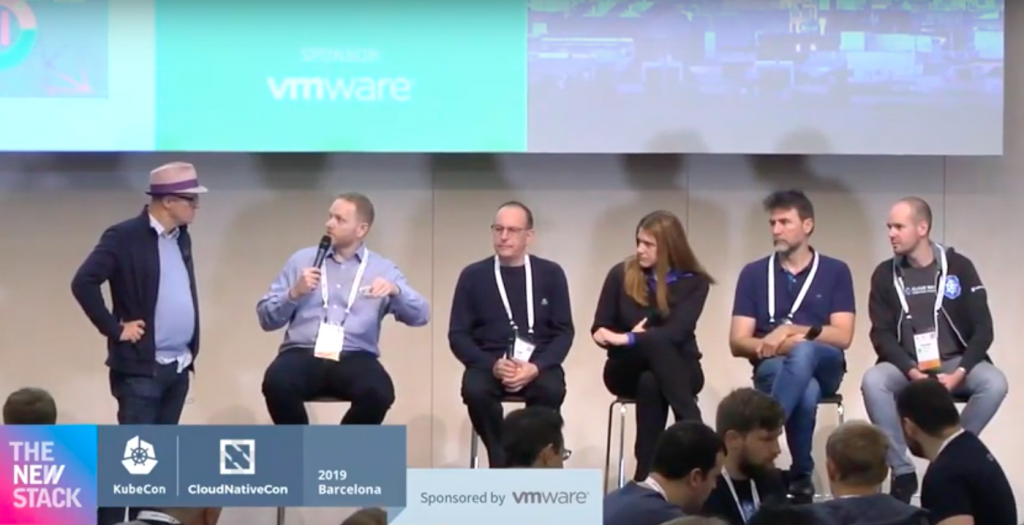 SPONSOR
vmware
THE
NEW
STACK
KubeCon
CloudNativeCon
2019
Barcelona
Sponsored by vmware